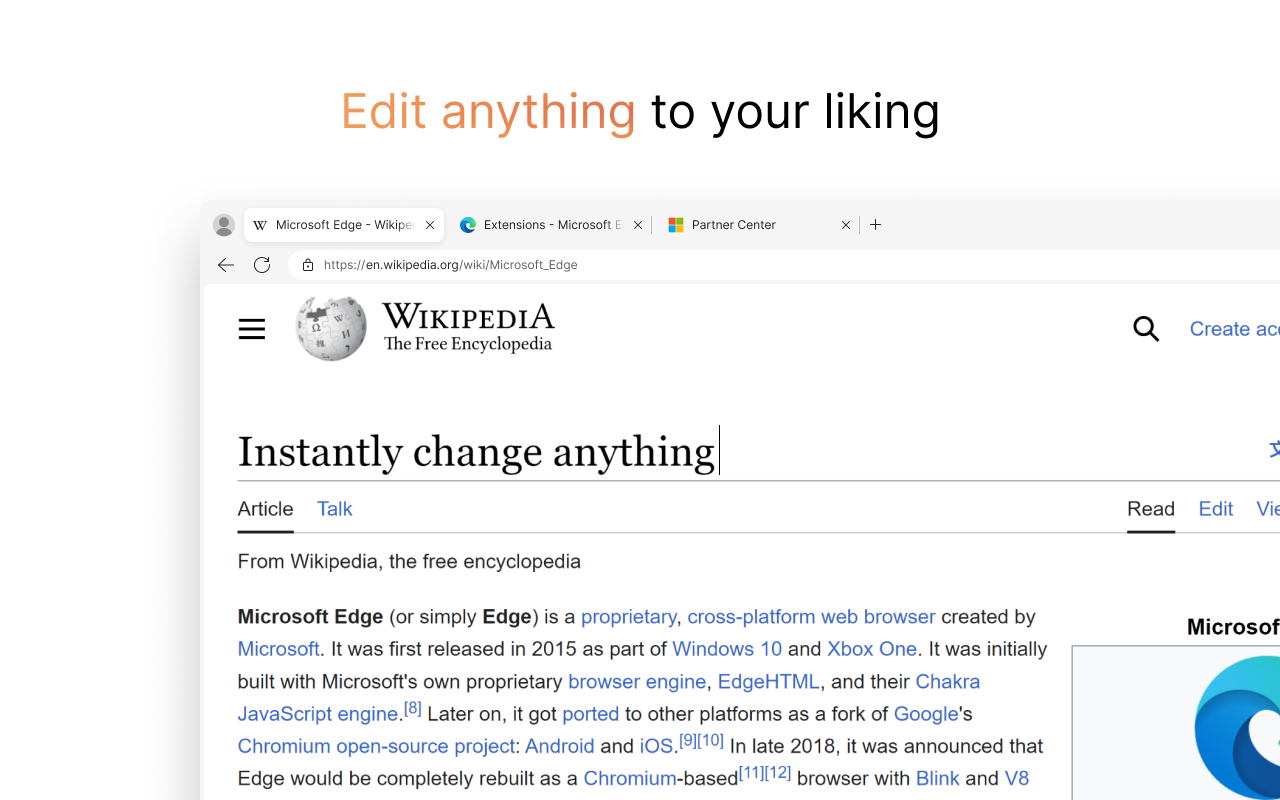 Edit anything to your liking
Microsoft Edge - Wikipe
Extensions - Microsoft E
Partner Center
https://en.wikipedia.org/wiki/Microsoft_Edge
WIKIPEDIA
The Free Encyclopedia
Create acc
Instantly change anything
Article Talk Read Edit Vie
From Wikipedia, the free encyclopedia
Microsoft Edge (or simply Edge) is a proprietary, cross-platform web browser created by
Microsoft. It was first released in 2015 as part of Windows 10 and Xbox One. It was initially
built with Microsoft's own proprietary browser engine, EdgeHTML, and their Chakra
JavaScript engine.[8] Later on, it got ported to other platforms as a fork of Google's
Chromium open-source project: Android and iOS.[9][10] In late 2018, it was announced that
Edge would be completely rebuilt as a Chromium-based[11][12] browser with Blink and V8
Microsof